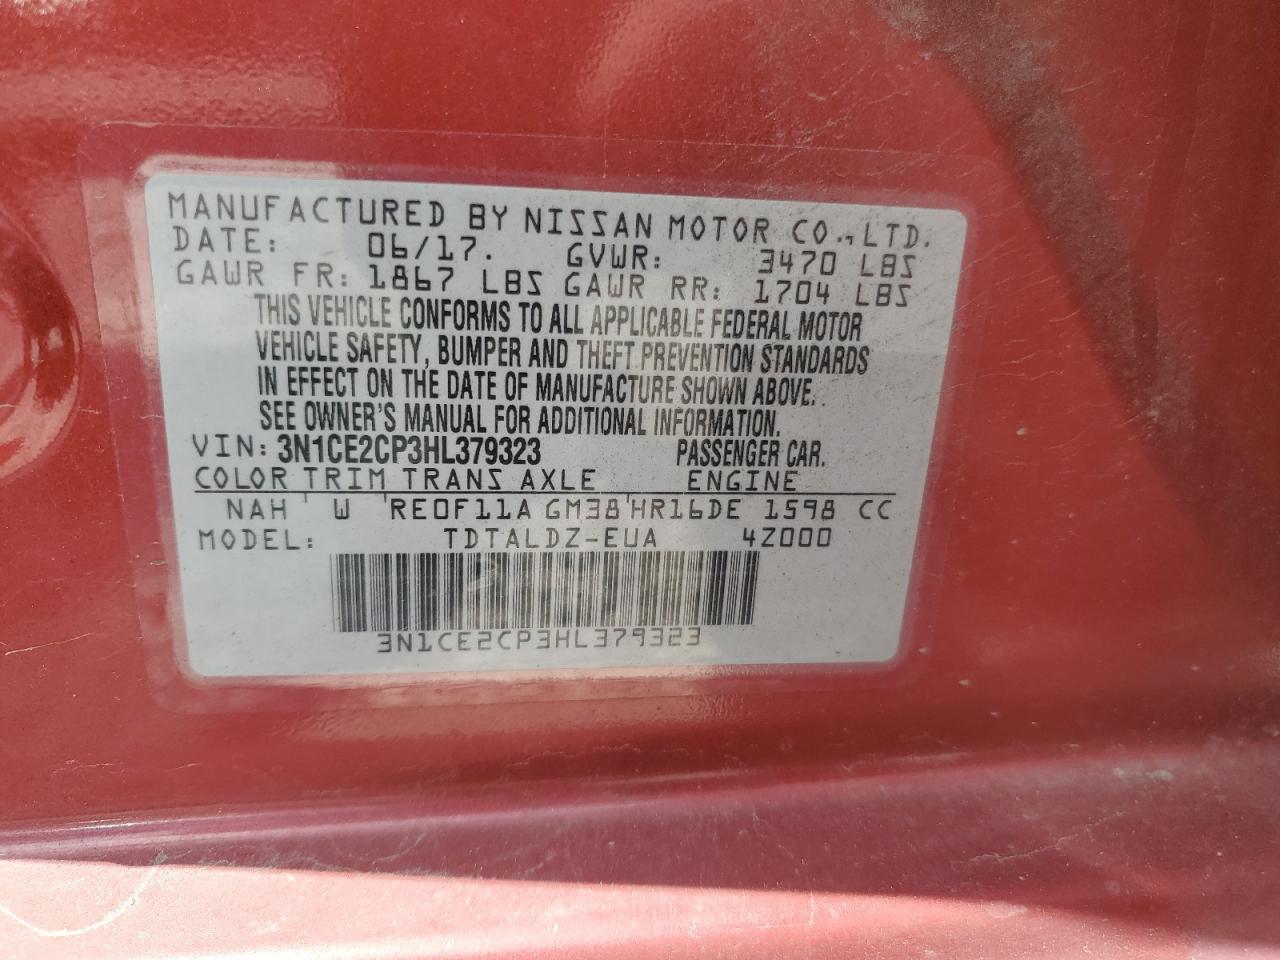 MANUFACTURED BY NISSAN MOTOR CO.,LTD.
DATE: 06/17. GVWR: 3470 LBS
GAWR FR: 1867 LBS GAWR RR: 1704 LBS
THIS VEHICLE CONFORMS TO ALL APPLICABLE FEDERAL MOTOR
VEHICLE SAFETY, BUMPER AND THEFT PREVENTION STANDARDS
IN EFFECT ON THE DATE OF MANUFACTURE SHOWN ABOVE.
SEE OWNER'S MANUAL FOR ADDITIONAL INFORMATION.
VIN: 3N1CE2CP3HL379323 PASSENGER CAR.
COLOR TRIM TRANS AXLE ENGINE
NAH W RE0F11A GM38 HR16DE 1598 CC
MODEL: TDTALDZ-EUA 4Z000
3N1CE2CP3HL379323